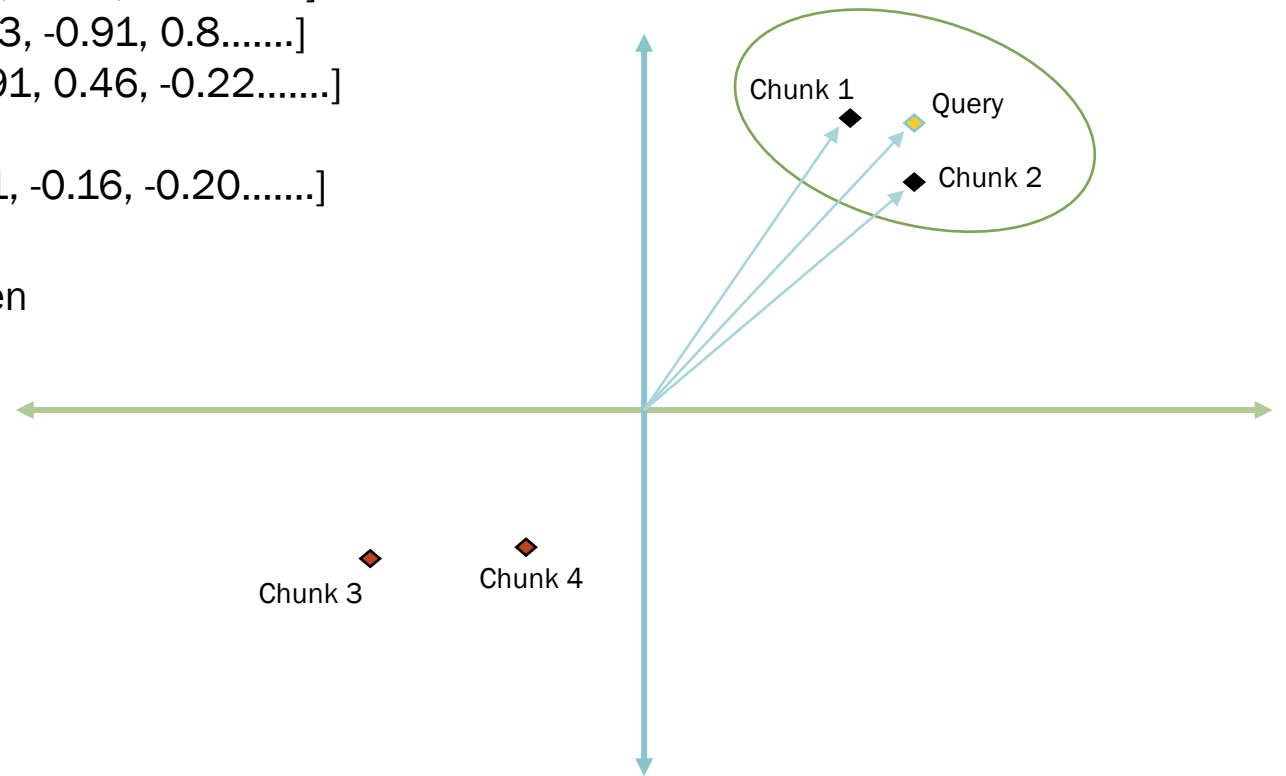 3, -0.91, 0.8.......]
91, 0.46, -0.22.......]
, -0.16, -0.20.......]
en
Chunk 1
Query
Chunk 2
Chunk 3
Chunk 4